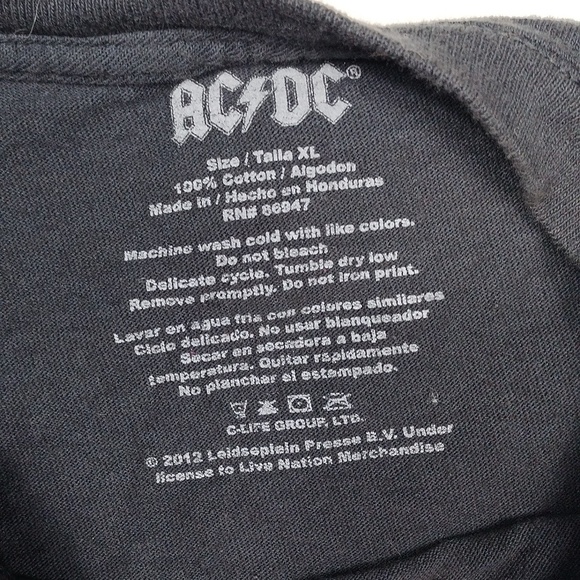 AC⚡DC®
Size / Talla XL
100% Cotton / Algodon
Made in / Hecho en Honduras
RN# 86947
Machine wash cold with like colors.
Do not bleach
Delicate cycle. Tumble dry low
Remove promptly. Do not iron print.
Lavar en agua fria con colores similares
Ciclo delicado. No usar blanqueador
Secar en secadora a baja
temperatura. Quitar rapidamente
No planchar el estampado.
C-LIFE GROUP, LTD.
© 2012 Leidseplein Presse B.V. Under
license to Live Nation Merchandise